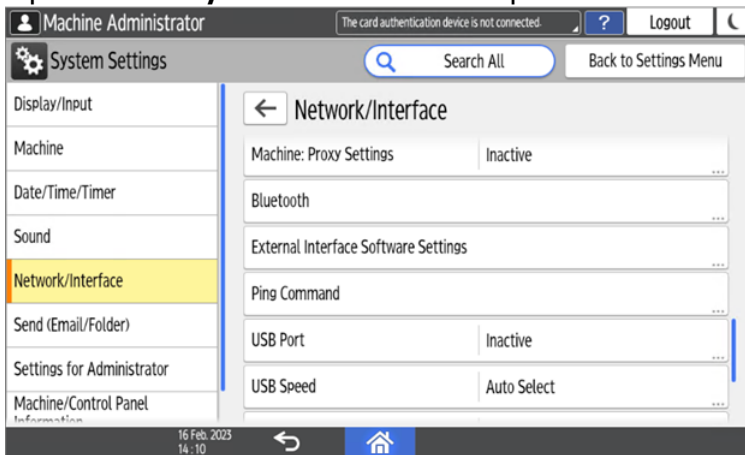 Machine Administrator
The card authentication device is not connected.
?
Logout
System Settings
Search All
Back to Settings Menu
Display/Input
Machine
Date/Time/Timer
Sound
Network/Interface
Send (Email/Folder)
Settings for Administrator
Machine/Control Panel
Information
Network/Interface
Machine: Proxy Settings Inactive
Bluetooth
External Interface Software Settings
Ping Command
USB Port Inactive
USB Speed Auto Select
16 Feb. 2023
14 : 10